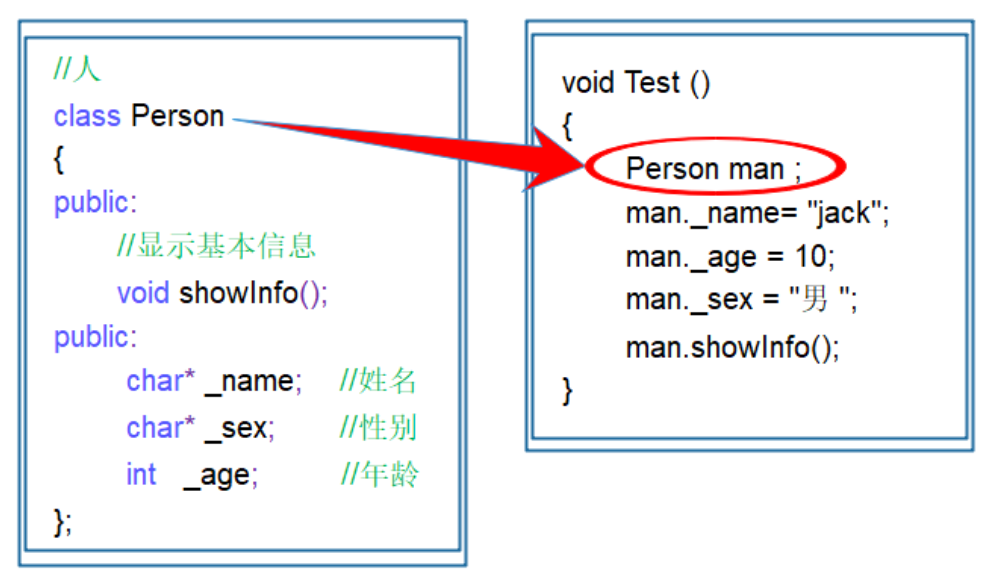 //人
class Person
{
public:
//显示基本信息
void showInfo();
public:
char* _name; //姓名
char* _sex; //性别
int _age; //年龄
};
void Test ()
{
Person man ;
man._name= "jack";
man._age = 10;
man._sex = "男 ";
man.showInfo();
}